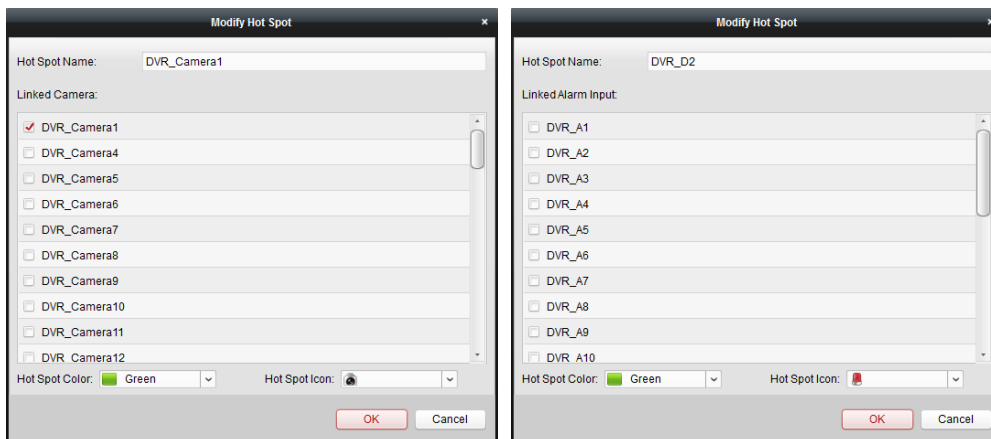 Modify Hot Spot ×
Hot Spot Name: DVR_Camera1
Linked Camera:
DVR_Camera1
DVR_Camera4
DVR_Camera5
DVR_Camera6
DVR_Camera7
DVR_Camera8
DVR_Camera9
DVR_Camera10
DVR_Camera11
DVR_Camera12
Hot Spot Color: Green Hot Spot Icon:
OK Cancel
Modify Hot Spot ×
Hot Spot Name: DVR_D2
Linked Alarm Input:
DVR_A1
DVR_A2
DVR_A3
DVR_A4
DVR_A5
DVR_A6
DVR_A7
DVR_A8
DVR_A9
DVR_A10
Hot Spot Color: Green Hot Spot Icon:
OK Cancel